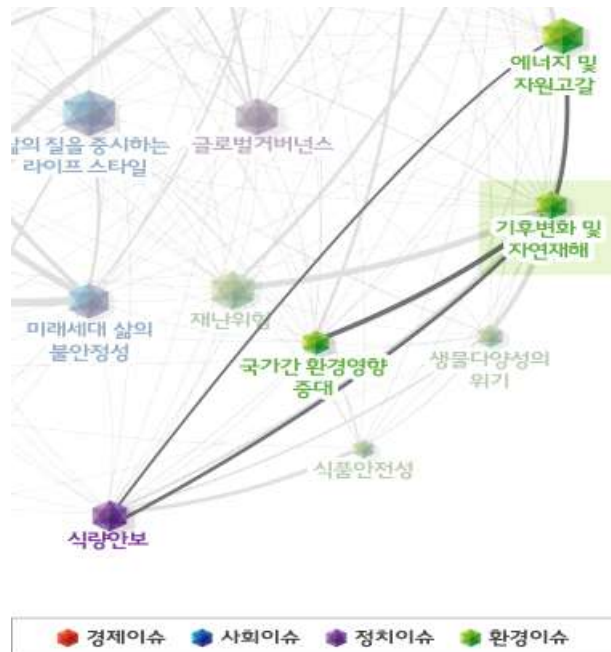 에너지 및
자원고갈
삶의 질을 중시하는
라이프 스타일
글로벌거버넌스
기후변화 및
자연재해
재난위험
미래세대 삶의
불안정성
국가간 환경영향
증대
생물다양성의
위기
식품안전성
식량안보
경제이슈 사회이슈 정치이슈 환경이슈